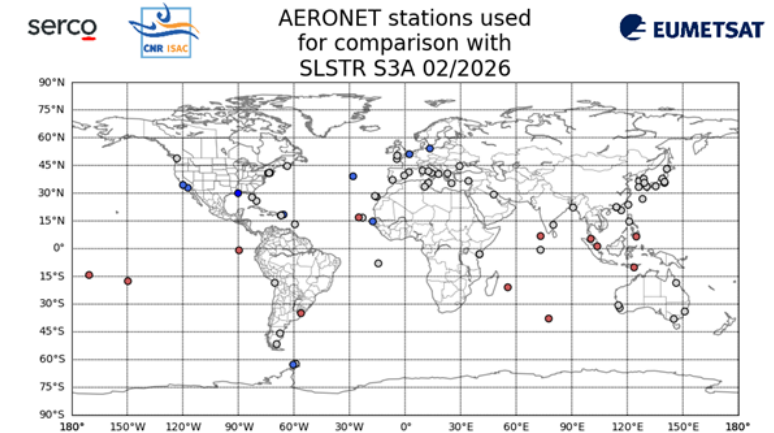 serco
CNR ISAC
AERONET stations used
for comparison with
SLSTR S3A 02/2026
EUMETSAT
90°N
75°N
60°N
45°N
30°N
15°N
0°
15°S
30°S
45°S
60°S
75°S
90°S
180° 150°W 120°W 90°W 60°W 30°W 0° 30°E 60°E 90°E 120°E 150°E 180°